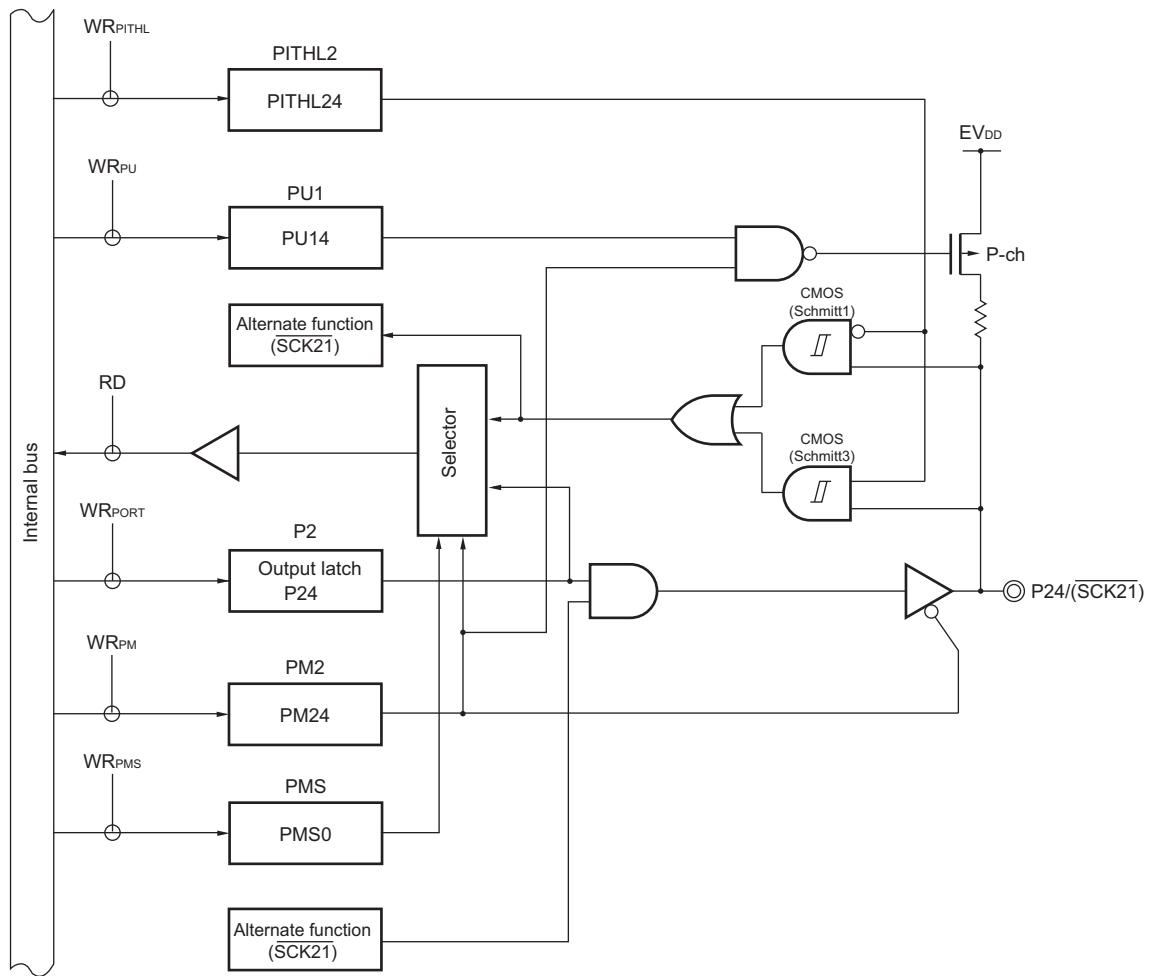 WRPITHL
PITHL2
PITHL24
EVDD
WRPU
PU1
PU14
P-ch
CMOS
(Schmitt1)
Alternate function
(SCK21)
RD
Selector
CMOS
(Schmitt3)
Internal bus
WRPORT
P2
Output latch
P24
P24/(SCK21)
WRPM
PM2
PM24
WRPMS
PMS
PMS0
Alternate function
(SCK21)